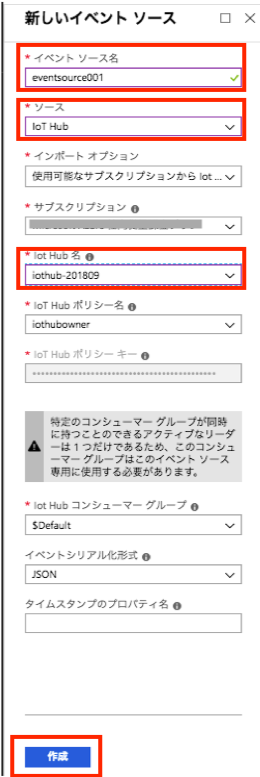 新しいイベント ソース
* イベント ソース名
eventsource001
* ソース
IoT Hub
* インポート オプション
使用可能なサブスクリプションから Iot ...
* サブスクリプション
* Iot Hub 名
iothub-201809
* IoT Hub ポリシー名
iothubowner
* IoT Hub ポリシー キー
特定のコンシューマー グループが同時
に持つことのできるアクティブなリーダ
ーは 1 つだけであるため、このコンシュ
ーマー グループはこのイベント ソース
専用に使用する必要があります。
* Iot Hub コンシューマー グループ
$Default
イベントシリアル化形式
JSON
タイムスタンプのプロパティ名
作成